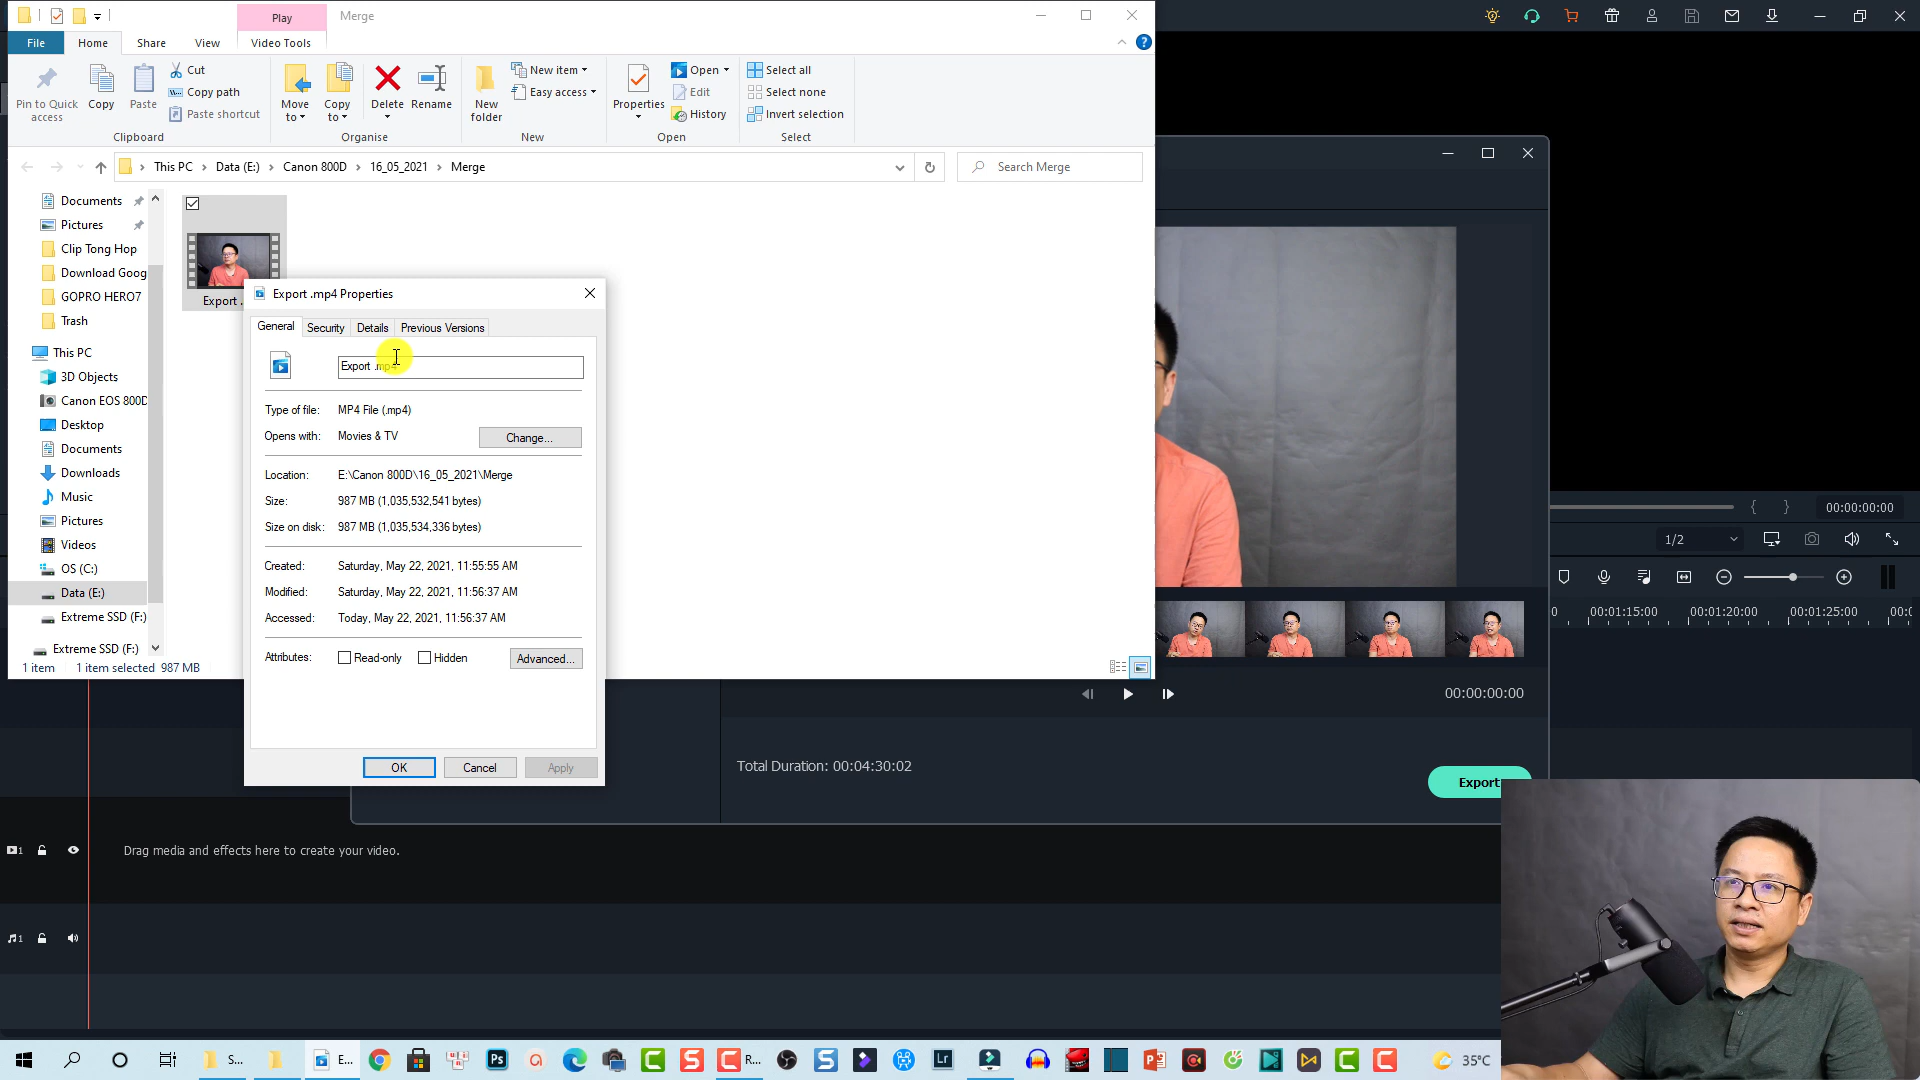 Play
Merge
File
Home
Share
View
Video Tools
Pin to Quick access
Copy
Paste
Cut
Copy path
Paste shortcut
Clipboard
Move to
Copy to
Delete
Rename
Organise
New folder
New item
Easy access
New
Properties
Open
Edit
History
Open
Select all
Select none
Invert selection
Select
This PC > Data (E:) > Canon 800D > 16_05_2021 > Merge
Search Merge
Documents
Pictures
Clip Tong Hop
Download Goog
GOPRO HERO7
Trash
This PC
3D Objects
Canon EOS 800D
Desktop
Documents
Downloads
Music
Pictures
Videos
OS (C:)
Data (E:)
Extreme SSD (F:)
Extreme SSD (F:)
1 item
1 item selected 987 MB
Export .
Export .mp4 Properties
General
Security
Details
Previous Versions
Export .mp4
Type of file: MP4 File (.mp4)
Opens with: Movies & TV
Change...
Location: E:\Canon 800D\16_05_2021\Merge
Size: 987 MB (1,035,532,541 bytes)
Size on disk: 987 MB (1,035,534,336 bytes)
Created: Saturday, May 22, 2021, 11:55:55 AM
Modified: Saturday, May 22, 2021, 11:56:37 AM
Accessed: Today, May 22, 2021, 11:56:37 AM
Attributes:
Read-only
Hidden
Advanced...
OK
Cancel
Apply
{ }
00:00:00:00
1/2
00:01:15:00
00:01:20:00
00:01:25:00
00:00:00:00
Total Duration: 00:04:30:02
Export
1
Drag media and effects here to create your video.
1
S...
E...
Ps
R...
Lr
35°C